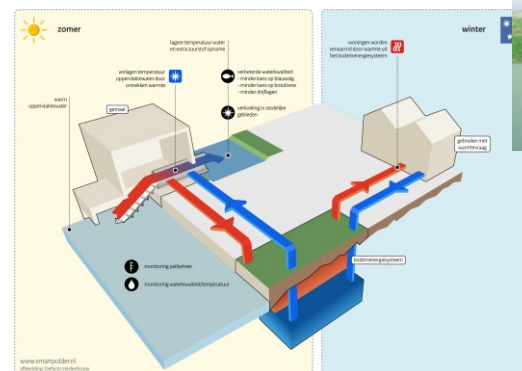 zomer
winter
lagere temperatuur water
en extra zuurstof opname
woningen worden
verwarmd door warmte uit
het bodemenergiesysteem
verlagen temperatuur
oppervlaktewater door
onttrekken warmte
verbeterde waterkwaliteit:
- minder kans op blauwalg
- minder kans op botulisme
- minder drijflagen
verkoeling in stedelijke
gebieden
warm
oppervlaktewater
gemaal
gebruiker met
warmtevraag
bodemenergiesysteem
monitoring peilbeheer
monitoring waterkwaliteit/temperatuur
www.smartpolder.nl
afbeelding: Defacto stedenbouw